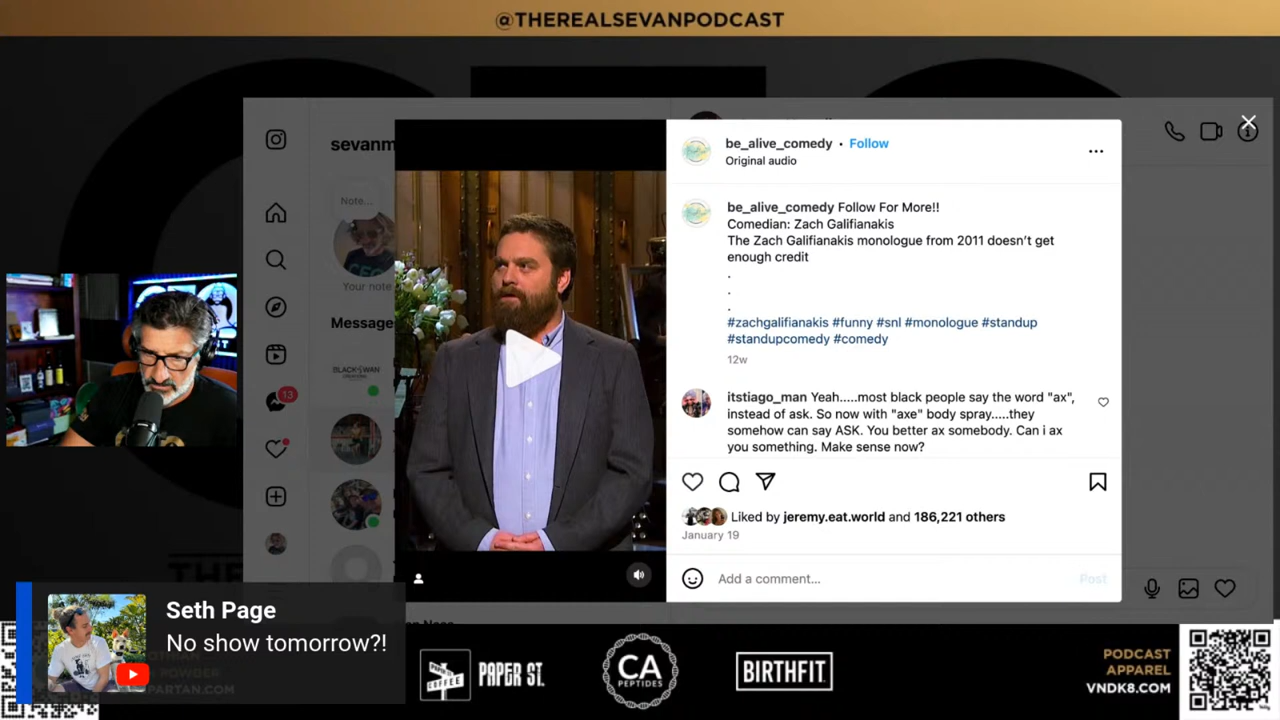 @THEREALSEVANPODCAST
sevanm
Note...
Your note
Message
BLACKSWAN
13
be_alive_comedy • Follow
Original audio
be_alive_comedy Follow For More!!
Comedian: Zach Galifianakis
The Zach Galifianakis monologue from 2011 doesn't get
enough credit
.
.
.
#zachgalifianakis #funny #snl #monologue #standup
#standupcomedy #comedy
12w
itstiago_man Yeah.....most black people say the word "ax",
instead of ask. So now with "axe" body spray.....they
somehow can say ASK. You better ax somebody. Can i ax
you something. Make sense now?
Liked by jeremy.eat.world and 186,221 others
January 19
Add a comment...
Post
Seth Page
No show tomorrow?!
POWDER
PARTAN.COM
COFFEE
PAPER ST.
CA
PEPTIDES
BIRTHFIT
PODCAST
APPAREL
VNDK8.COM